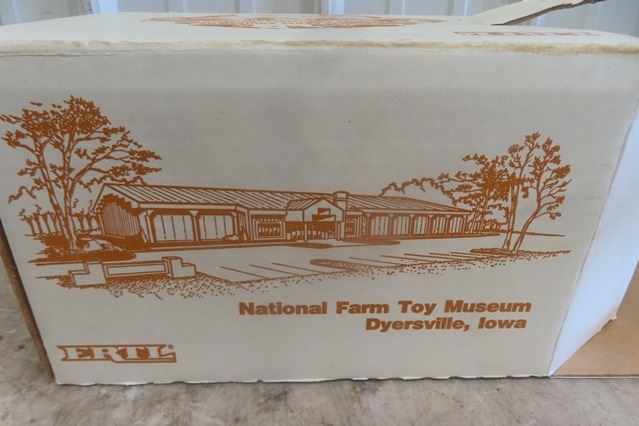 National Farm Toy Museum
Dyersville, Iowa
ERTL®